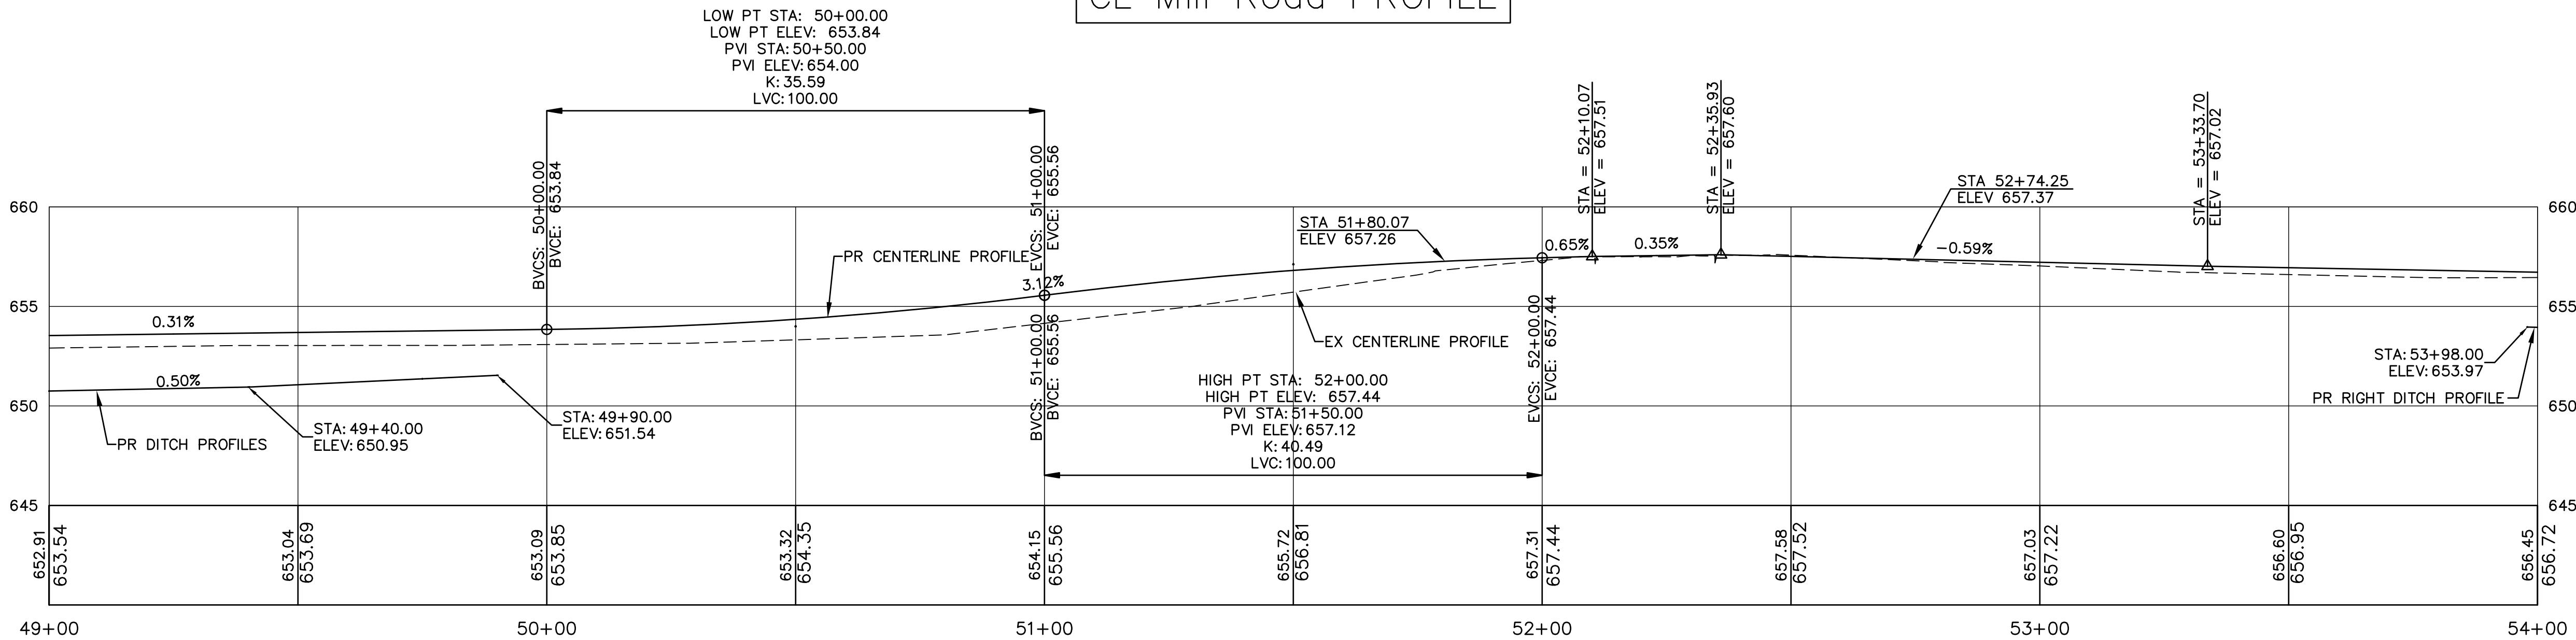 CL Mill Road PROFILE
LOW PT STA: 50+00.00
LOW PT ELEV: 653.84
PVI STA:50+50.00
PVI ELEV:654.00
K:35.59
LVC:100.00
BVCS: 50+00.00
BVCE: 653.84
EVCS: 51+00.00
EVCE: 655.56
STA = 52+10.07
ELEV = 657.51
STA = 52+35.93
ELEV = 657.60
STA = 53+33.70
ELEV = 657.02
660
660
STA 52+74.25
ELEV 657.37
STA 51+80.07
ELEV 657.26
0.65%
0.35%
-0.59%
PR CENTERLINE PROFILE
3.12%
655
655
0.31%
EX CENTERLINE PROFILE
BVCS: 51+00.00
BVCE: 655.56
EVCS: 52+00.00
EVCE: 657.44
STA:53+98.00
ELEV:653.97
0.50%
HIGH PT STA: 52+00.00
HIGH PT ELEV: 657.44
PVI STA:51+50.00
PVI ELEV:657.12
K:40.49
LVC:100.00
PR RIGHT DITCH PROFILE
650
650
STA:49+90.00
ELEV:651.54
STA:49+40.00
ELEV:650.95
PR DITCH PROFILES
645
645
652.91
653.54
653.04
653.69
653.09
653.85
653.32
654.35
654.15
655.56
655.72
656.81
657.31
657.44
657.58
657.52
657.03
657.22
656.60
656.95
656.45
656.72
49+00
50+00
51+00
52+00
53+00
54+00